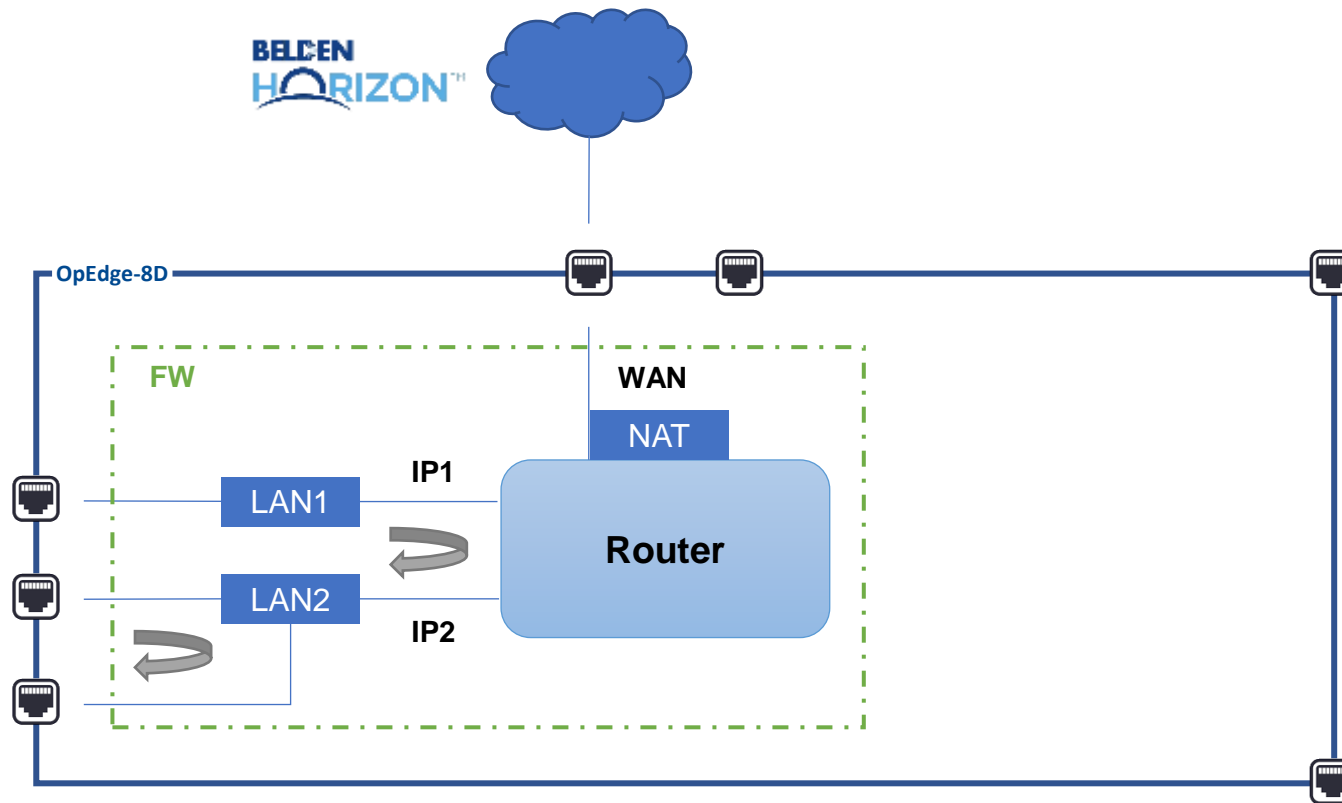 BELDEN
HORIZON™
OpEdge-8D
FW
WAN
NAT
IP1
LAN1
Router
LAN2
IP2